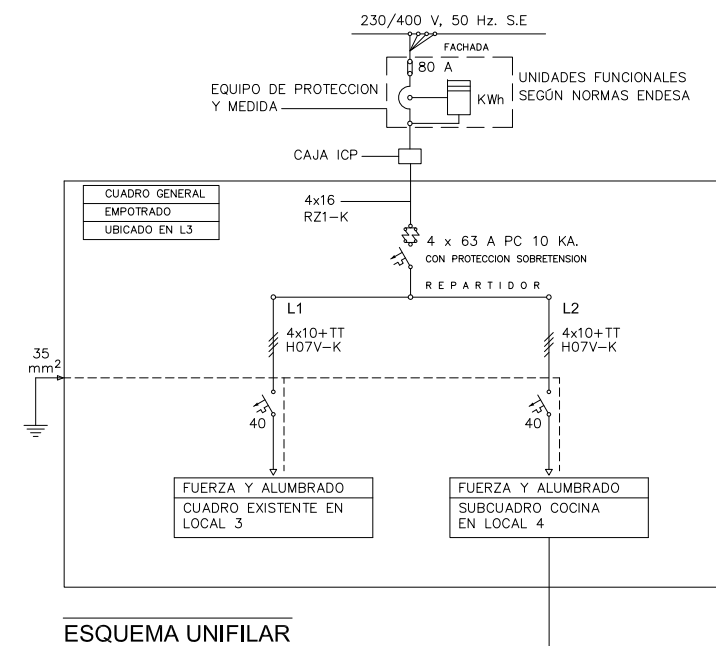 230/400 V, 50 Hz. S.E
FACHADA
80 A
EQUIPO DE PROTECCION
Y MEDIDA
KWh
UNIDADES FUNCIONALES
SEGÚN NORMAS ENDESA
CAJA ICP
CUADRO GENERAL
EMPOTRADO
UBICADO EN L3
4x16
RZ1-K
4 x 63 A PC 10 KA.
CON PROTECCION SOBRETENSION
REPARTIDOR
L1
L2
4x10+TT
H07V-K
4x10+TT
H07V-K
35
mm²
40
40
FUERZA Y ALUMBRADO
CUADRO EXISTENTE EN
LOCAL 3
FUERZA Y ALUMBRADO
SUBCUADRO COCINA
EN LOCAL 4
ESQUEMA UNIFILAR